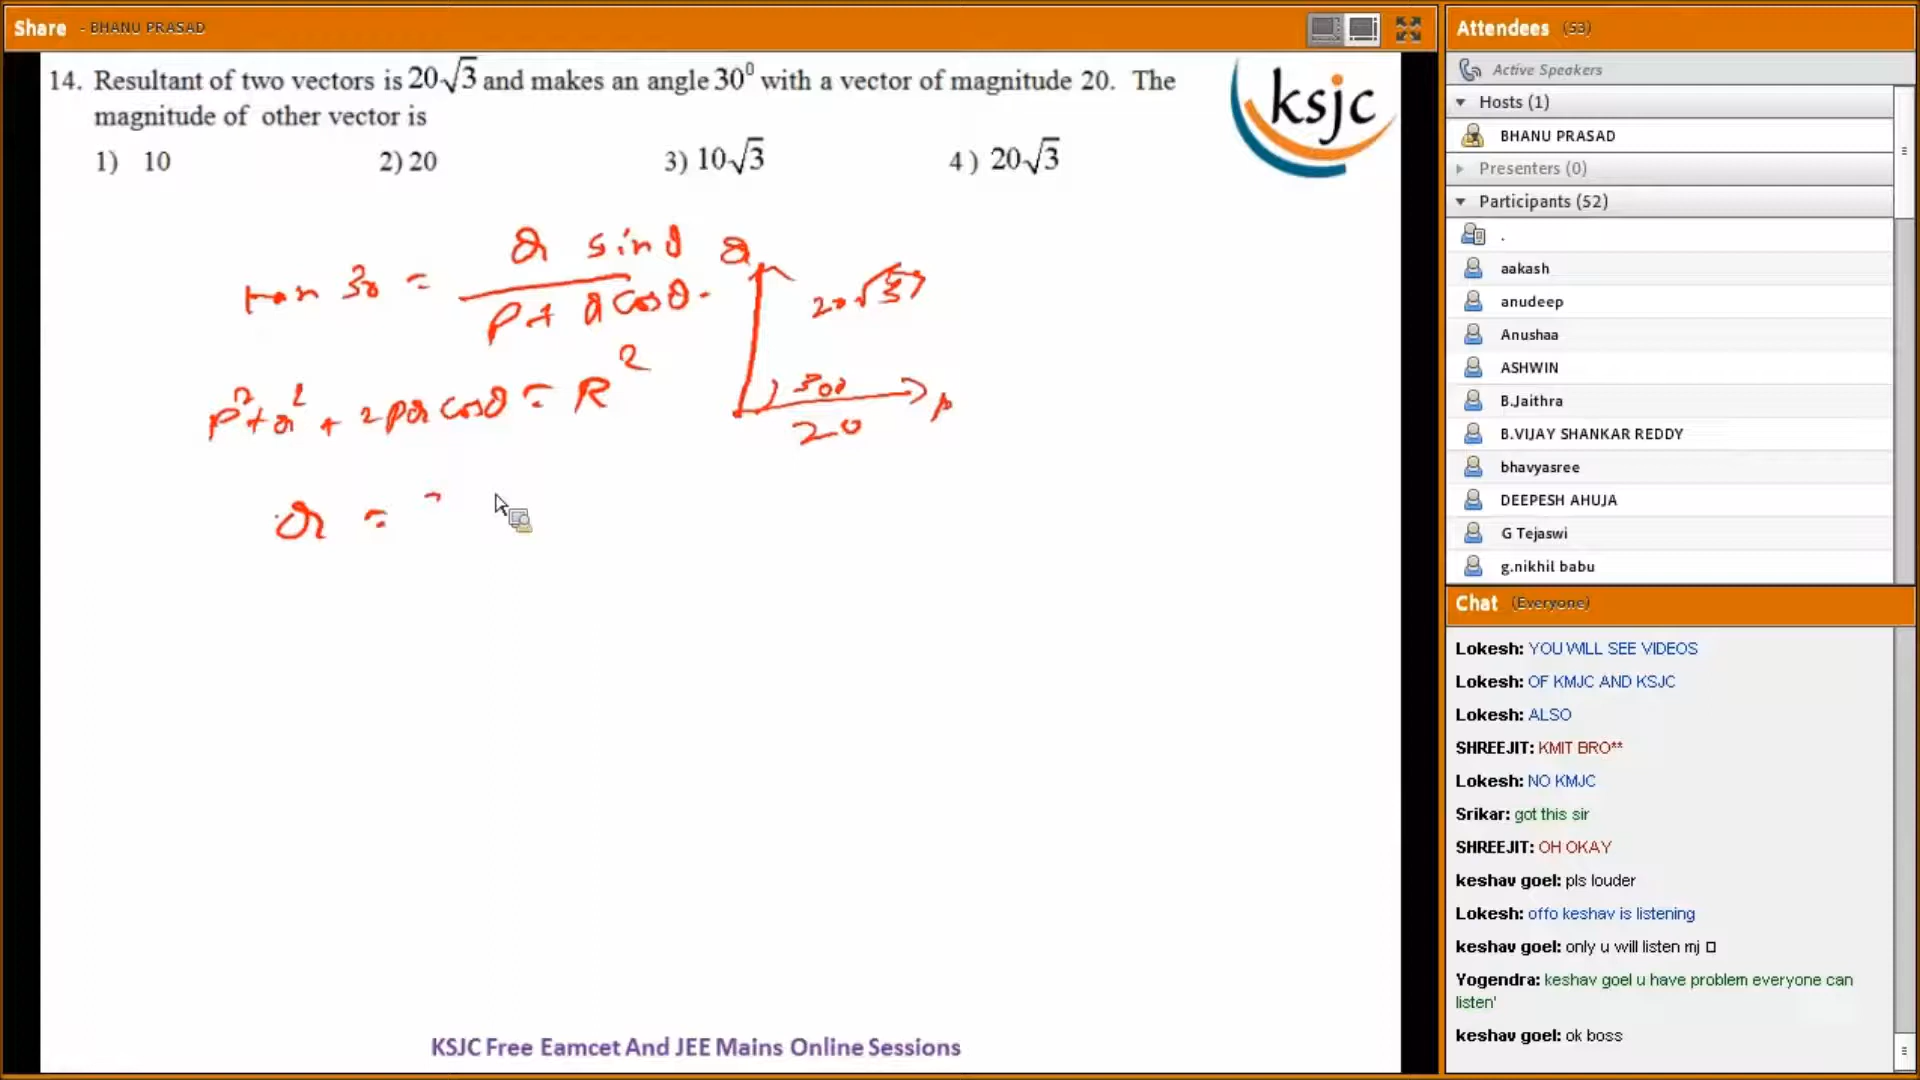 Share - BHANU PRASAD
14. Resultant of two vectors is 20√3 and makes an angle 30⁰ with a vector of magnitude 20. The
magnitude of other vector is
1) 10 2) 20 3) 10√3 4) 20√3
ksjc
tan 30 = Q sinθ / P + Q cosθ.
Q
20√3
30°
20
P
P² + Q² + 2PQ cosθ = R²
Q =
KSJC Free Eamcet And JEE Mains Online Sessions
Attendees (53)
Active Speakers
Hosts (1)
BHANU PRASAD
Presenters (0)
Participants (52)
.
aakash
anudeep
Anushaa
ASHWIN
B.Jaithra
B.VIJAY SHANKAR REDDY
bhavyasree
DEEPESH AHUJA
G Tejaswi
g.nikhil babu
Chat (Everyone)
Lokesh: YOU WILL SEE VIDEOS
Lokesh: OF KMJC AND KSJC
Lokesh: ALSO
SHREEJIT: KMIT BRO**
Lokesh: NO KMJC
Srikar: got this sir
SHREEJIT: OH OKAY
keshav goel: pls louder
Lokesh: offo keshav is listening
keshav goel: only u will listen mj □
Yogendra: keshav goel u have problem everyone can
listen'
keshav goel: ok boss